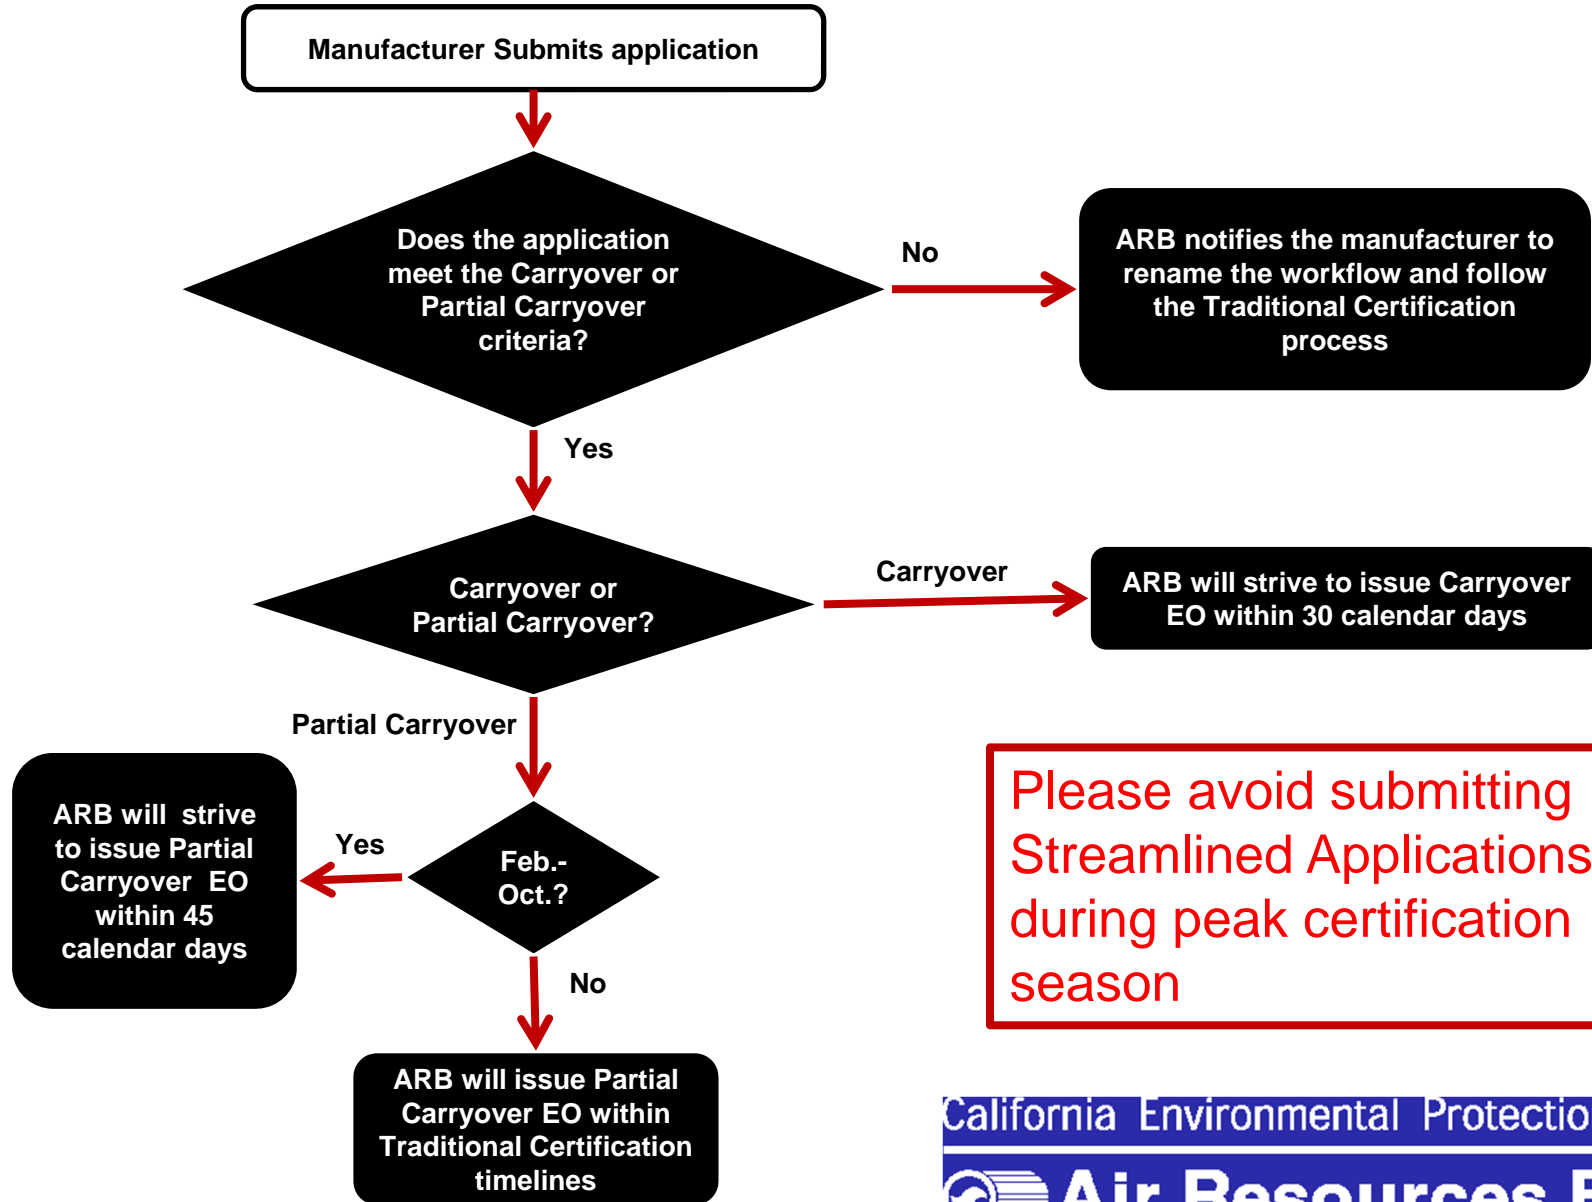 Manufacturer Submits application
Does the application
meet the Carryover or
Partial Carryover
criteria?
No
ARB notifies the manufacturer to
rename the workflow and follow
the Traditional Certification
process
Yes
Carryover or
Partial Carryover?
Carryover
ARB will strive to issue Carryover
EO within 30 calendar days
Partial Carryover
ARB will strive
to issue Partial
Carryover EO
within 45
calendar days
Yes
Feb.-
Oct.?
No
ARB will issue Partial
Carryover EO within
Traditional Certification
timelines
Please avoid submitting
Streamlined Applications
during peak certification
season
California Environmental Protectio
Air Resources